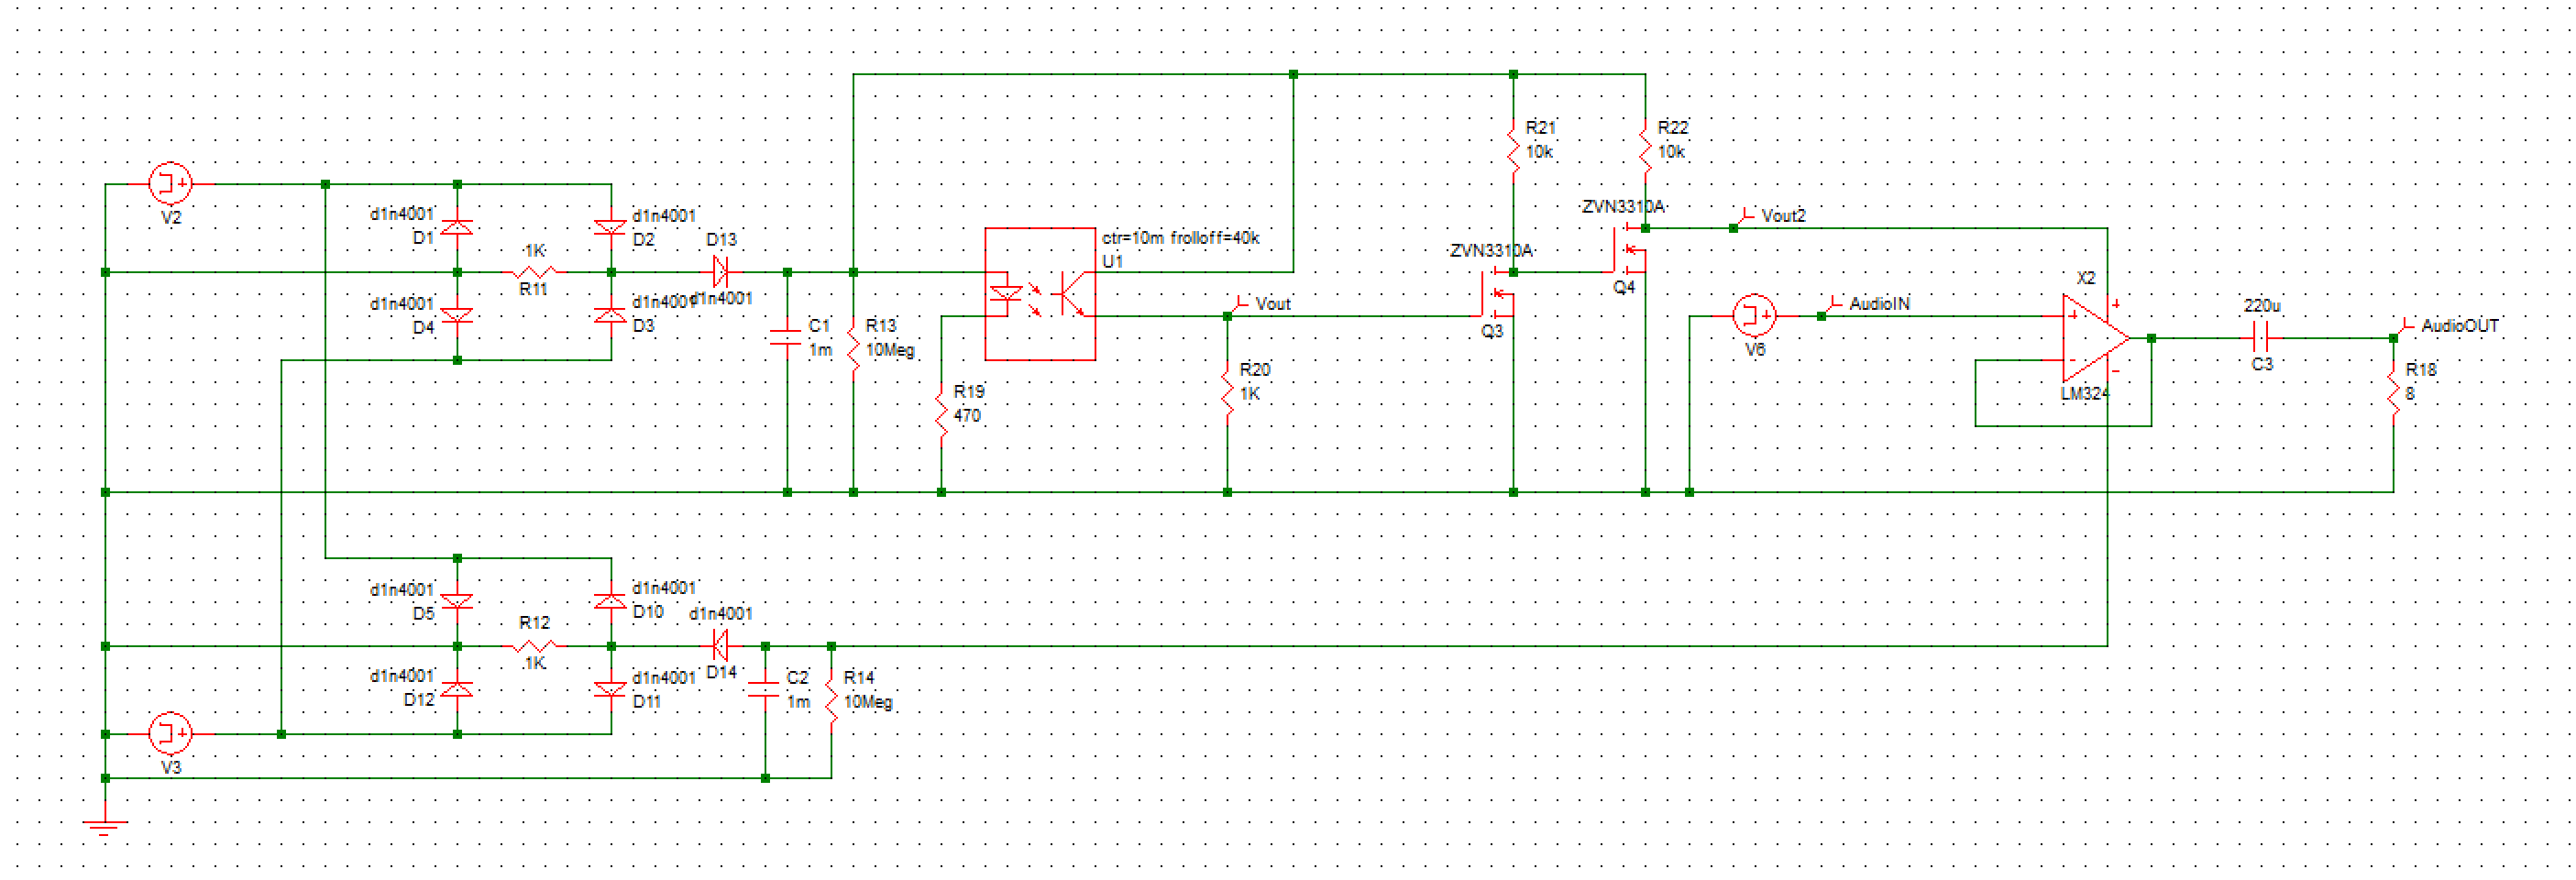 V2
d1n4001
D1
d1n4001
D2
1K
R11
D13
d1n4001
d1n4001
D4
d1n4001
D3
C1
1m
R13
10Meg
R19
470
ctr=10m frolloff=40k
U1
Vout
R20
1K
R21
10k
R22
10k
ZVN3310A
Q3
ZVN3310A
Q4
Vout2
AudioIN
V6
X2
+
+
-
-
LM324
220u
C3
AudioOUT
R18
8
d1n4001
D5
d1n4001
D10
R12
1K
d1n4001
D14
d1n4001
D12
d1n4001
D11
C2
1m
R14
10Meg
V3